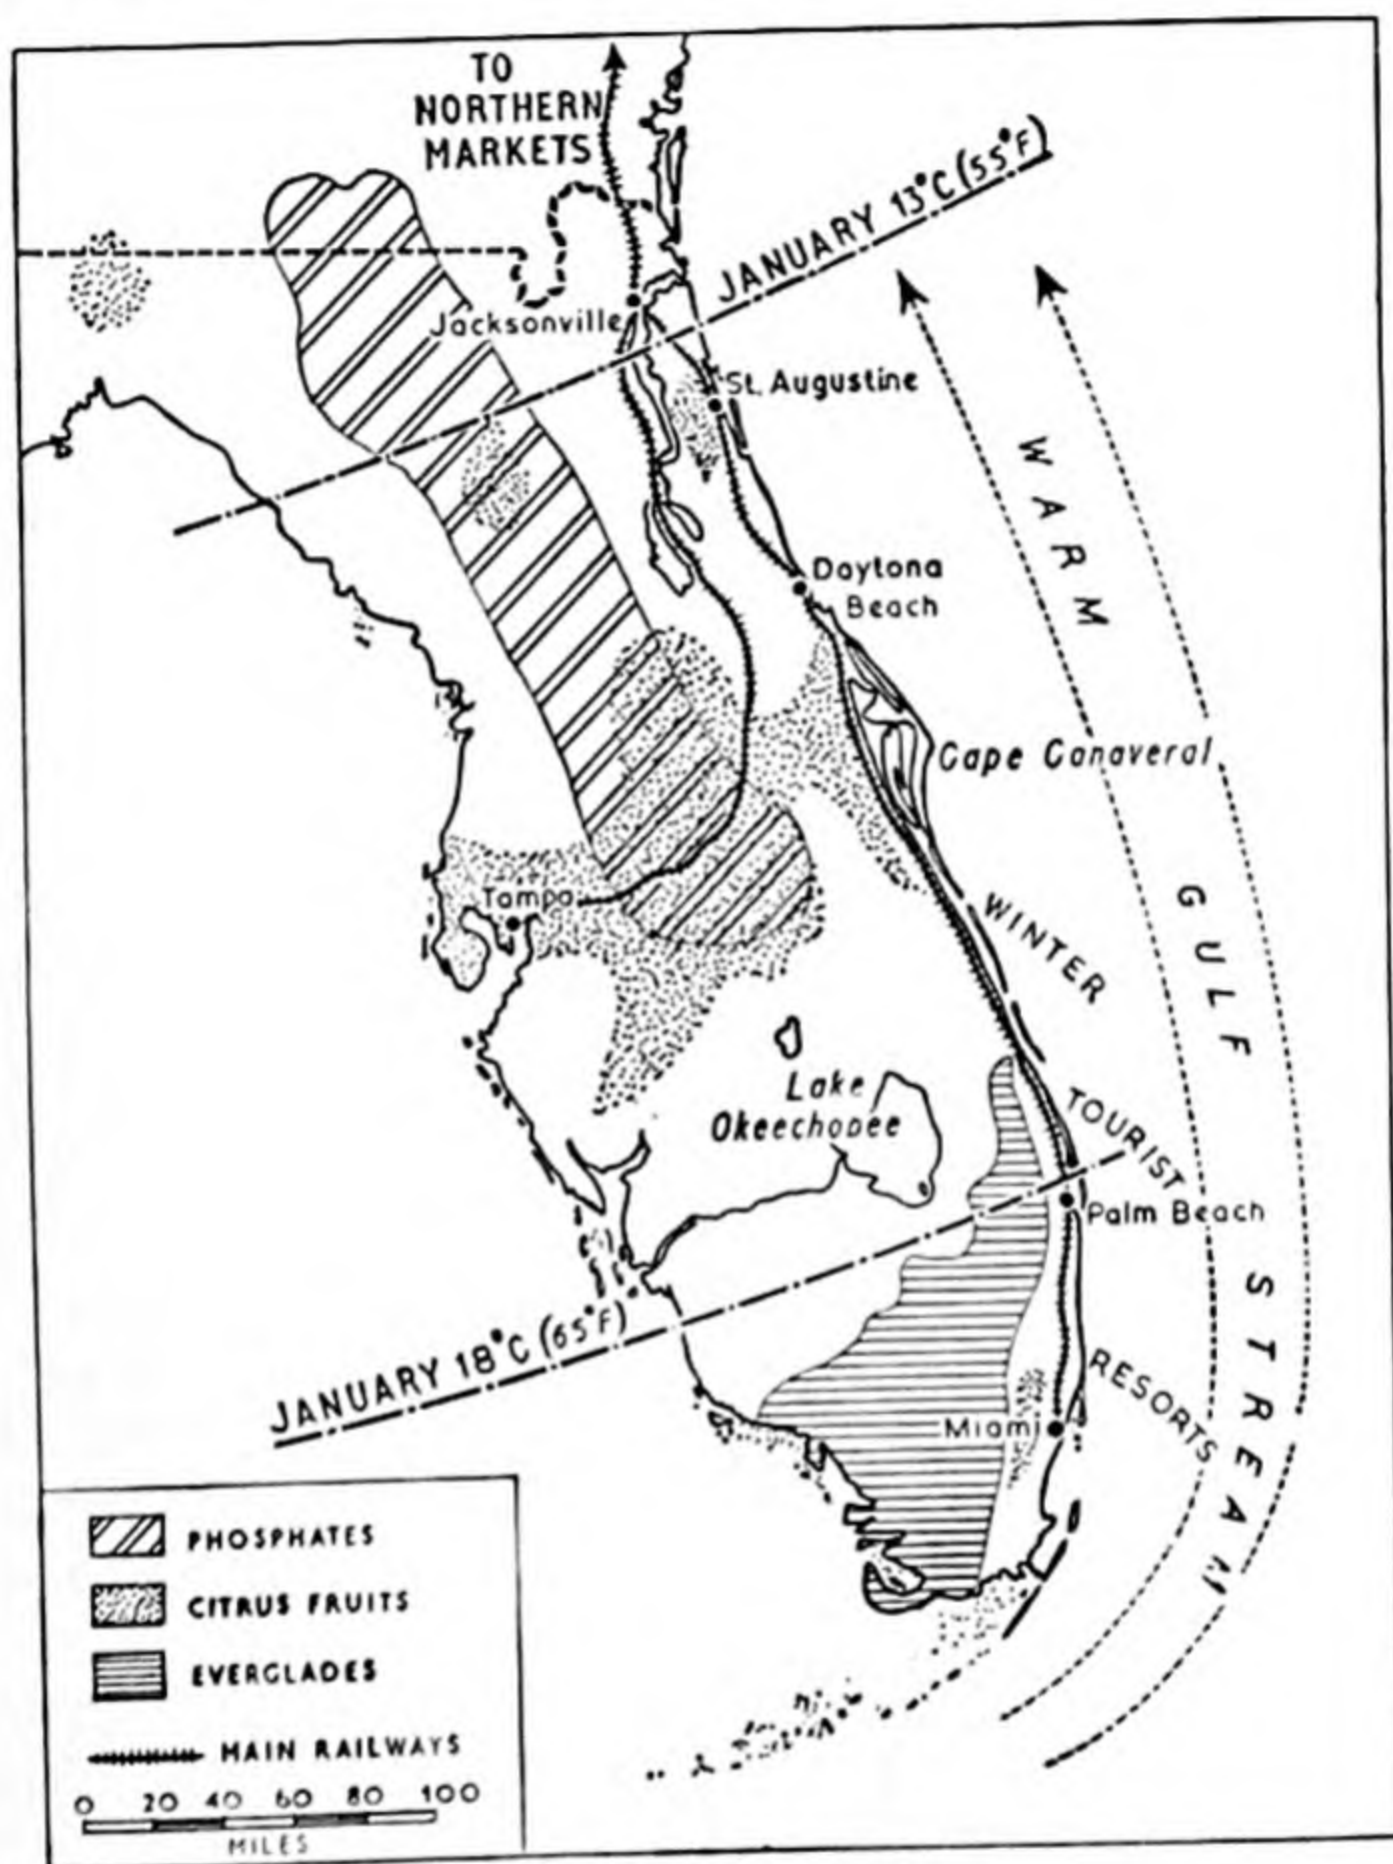 TO
NORTHERN
MARKETS
JANUARY 13°C (55°F)
Jacksonville
St. Augustine
WARM
Daytona
Beach
Cape Canaveral
GULF
Tampa
WINTER
Lake
Okeechobee
TOURIST
Palm Beach
STREAM
JANUARY 18°C (65°F)
RESORTS
Miami
PHOSPHATES
CITRUS FRUITS
EVERGLADES
MAIN RAILWAYS
0 20 40 60 80 100
MILES